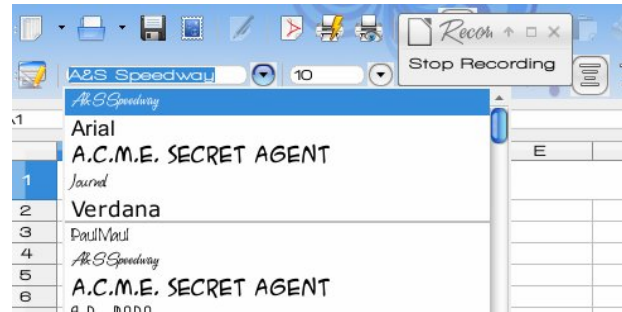 Recor
Stop Recording
A&S Speedway 10
A&S Speedway
Arial
A.C.M.E. SECRET AGENT
Journal
Verdana
PaulMaul
A&S Speedway
A.C.M.E. SECRET AGENT
E
1
2
3
4
5
6